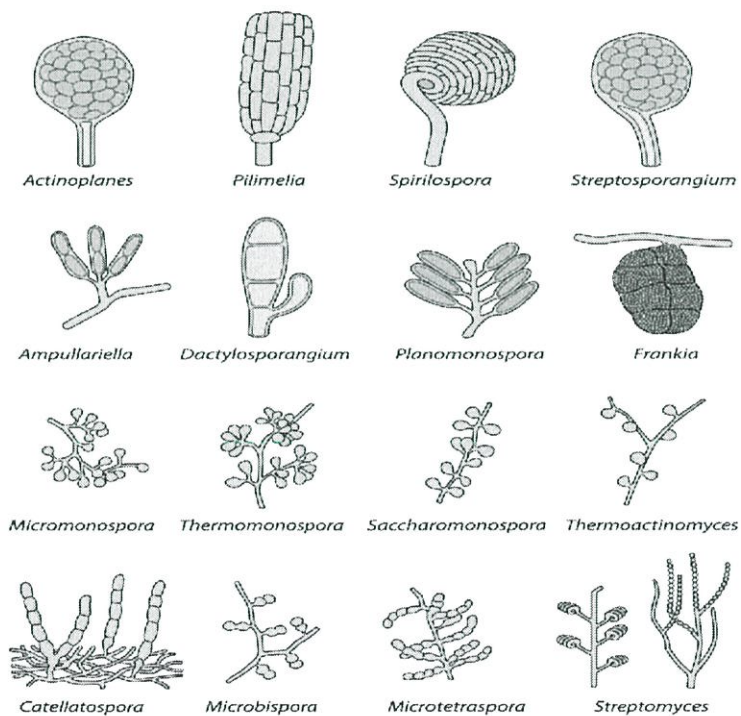 Actinoplanes Pilimelia Spirilospora Streptosporangium
Ampullariella Dactylosporangium Planomonospora Frankia
Micromonospora Thermomonospora Saccharomonospora Thermoactinomyces
Catellatospora Microbispora Microtetraspora Streptomyces